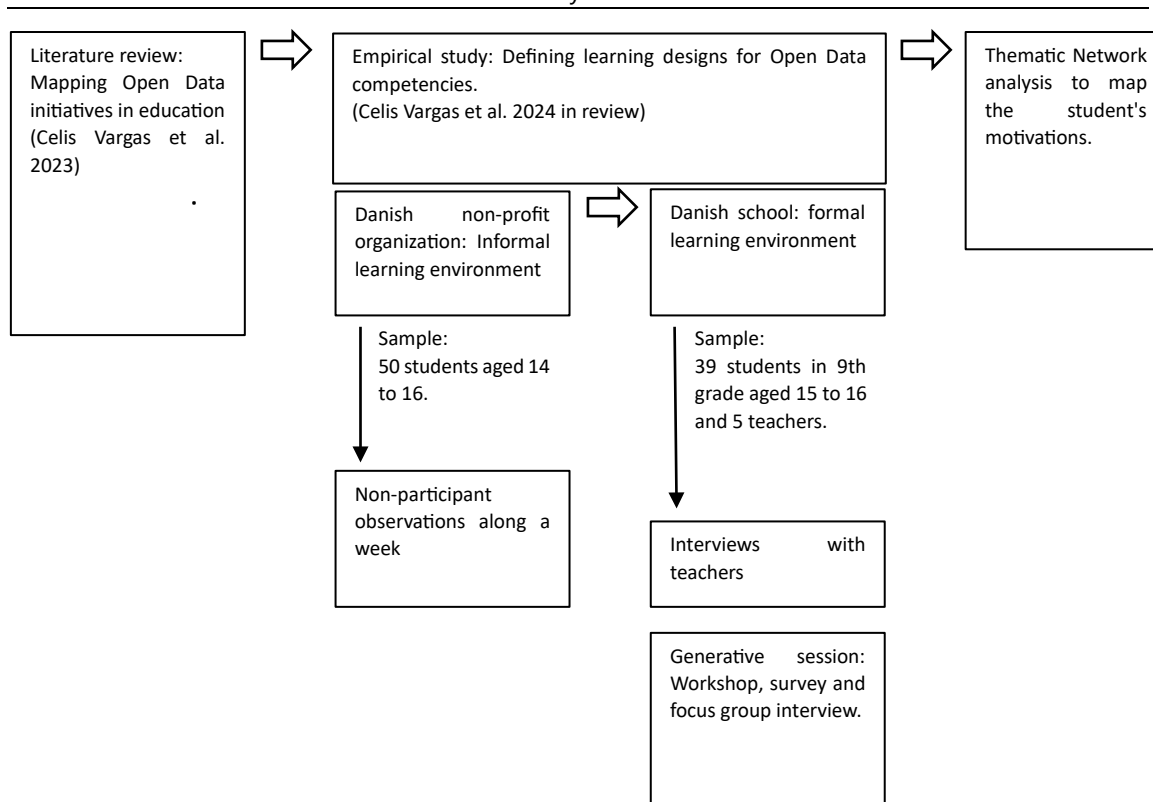 Literature review:
Mapping Open Data
initiatives in education
(Celis Vargas et al.
2023)
.
Empirical study: Defining learning designs for Open Data
competencies.
(Celis Vargas et al. 2024 in review)
Thematic Network
analysis to map
the student's
motivations.
Danish non-profit
organization: Informal
learning environment
Danish school: formal
learning environment
Sample:
50 students aged 14
to 16.
Sample:
39 students in 9th
grade aged 15 to 16
and 5 teachers.
Non-participant
observations along a
week
Interviews with
teachers
Generative session:
Workshop, survey and
focus group interview.